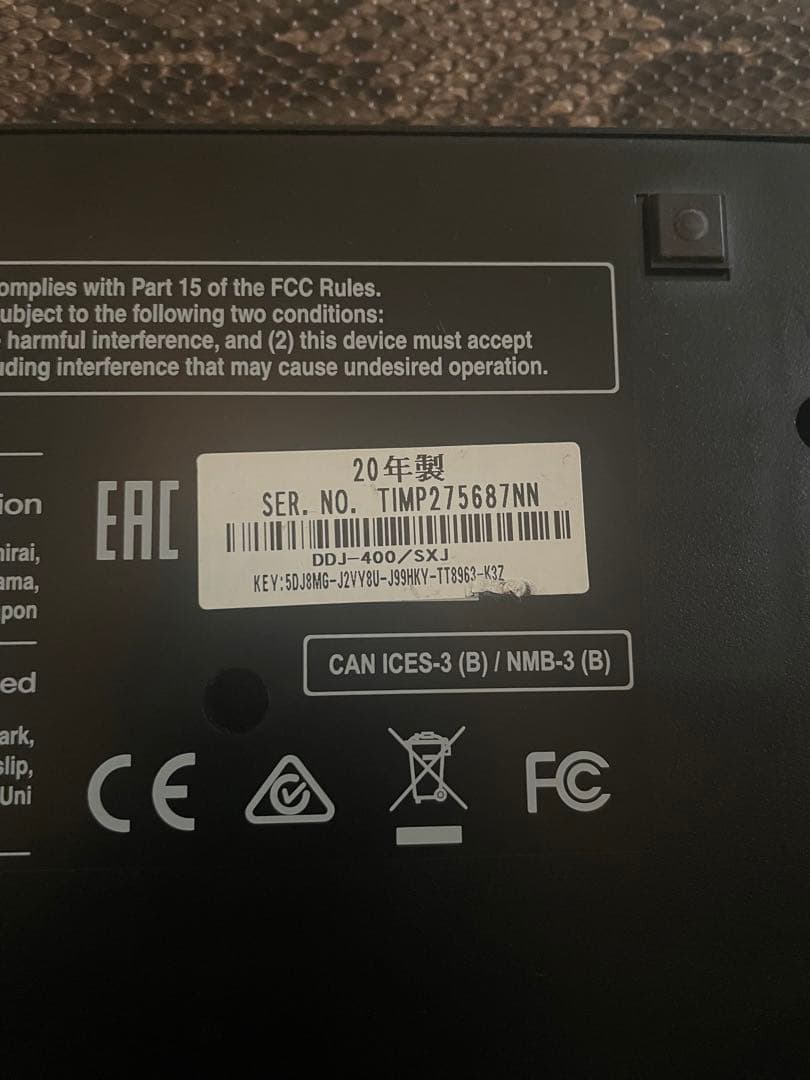 omplies with Part 15 of the FCC Rules.
ubject to the following two conditions:
harmful interference, and (2) this device must accept
uding interference that may cause undesired operation.
ion
EAC
20年製
SER. NO. TIMP275687NN
DDJ-400/SXJ
KEY:5DJ8MG-J2VY8U-J99HKY-TT8963-K3Z
hirai,
ama,
pon
CAN ICES-3 (B) / NMB-3 (B)
ed
ark,
slip,
Uni
CE
FC